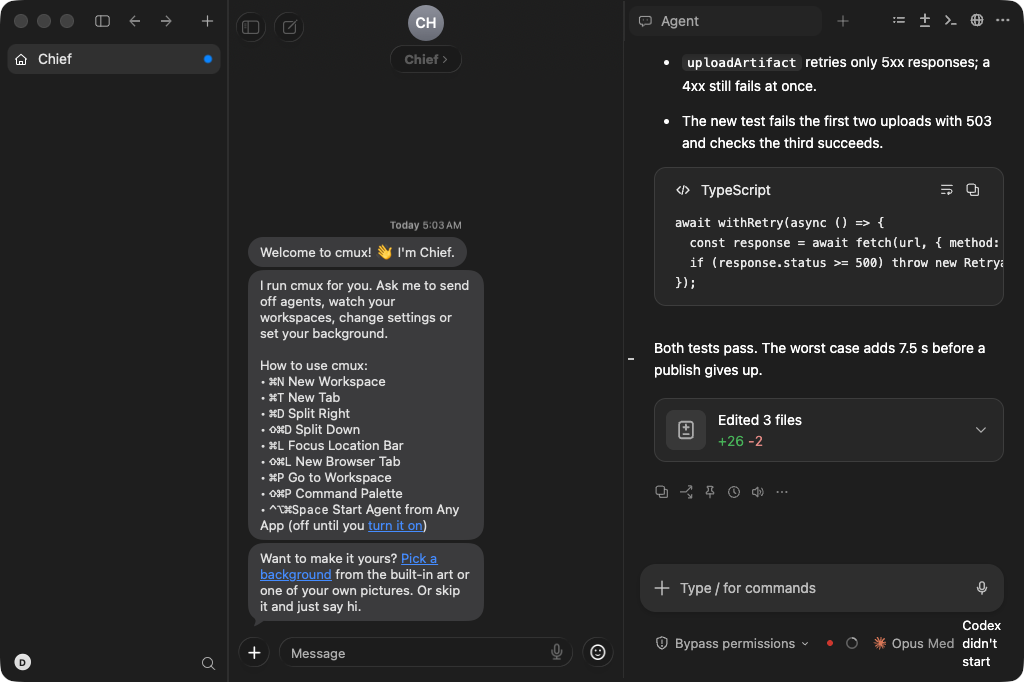 Chief
D
CH
Chief ›
Today 5:03 AM
Welcome to cmux! 👋 I'm Chief.
I run cmux for you. Ask me to send
off agents, watch your
workspaces, change settings or
set your background.
How to use cmux:
• ⌘N New Workspace
• ⌘T New Tab
• ⌘D Split Right
• ⇧⌘D Split Down
• ⌘L Focus Location Bar
• ⇧⌘L New Browser Tab
• ⌘P Go to Workspace
• ⇧⌘P Command Palette
• ^⌥⌘Space Start Agent from Any
App (off until you turn it on)
Want to make it yours? Pick a
background from the built-in art or
one of your own pictures. Or skip
it and just say hi.
Message
Agent
• uploadArtifact retries only 5xx responses; a
4xx still fails at once.
• The new test fails the first two uploads with 503
and checks the third succeeds.
TypeScript
await withRetry(async () => {
  const response = await fetch(url, { method:
  if (response.status >= 500) throw new Retrya
});
Both tests pass. The worst case adds 7.5 s before a
publish gives up.
Edited 3 files
+26 -2
Type / for commands
Bypass permissions
Opus Med
Codex
didn't
start